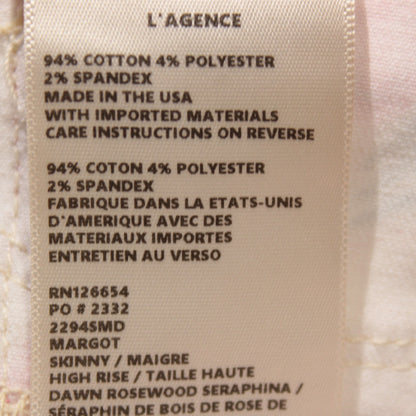 L'AGENCE
94% COTTON 4% POLYESTER
2% SPANDEX
MADE IN THE USA
WITH IMPORTED MATERIALS
CARE INSTRUCTIONS ON REVERSE
94% COTON 4% POLYESTER
2% SPANDEX
FABRIQUE DANS LA ETATS-UNIS
D'AMERIQUE AVEC DES
MATERIAUX IMPORTES
ENTRETIEN AU VERSO
RN126654
PO # 2332
2294SMD
MARGOT
SKINNY / MAIGRE
HIGH RISE / TAILLE HAUTE
DAWN ROSEWOOD SERAPHINA /
SÉRAPHIN DE BOIS DE ROSE DE